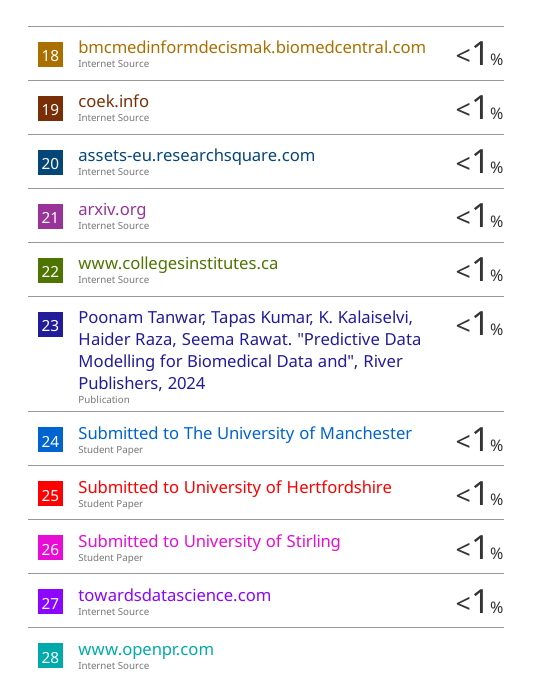 18 bmcmedinformdecismak.biomedcentral.com <1%
Internet Source
19 coek.info <1%
Internet Source
20 assets-eu.researchsquare.com <1%
Internet Source
21 arxiv.org <1%
Internet Source
22 www.collegesinstitutes.ca <1%
Internet Source
23 Poonam Tanwar, Tapas Kumar, K. Kalaiselvi, <1%
Haider Raza, Seema Rawat. "Predictive Data
Modelling for Biomedical Data and", River
Publishers, 2024
Publication
24 Submitted to The University of Manchester <1%
Student Paper
25 Submitted to University of Hertfordshire <1%
Student Paper
26 Submitted to University of Stirling <1%
Student Paper
27 towardsdatascience.com <1%
Internet Source
28 www.openpr.com
Internet Source